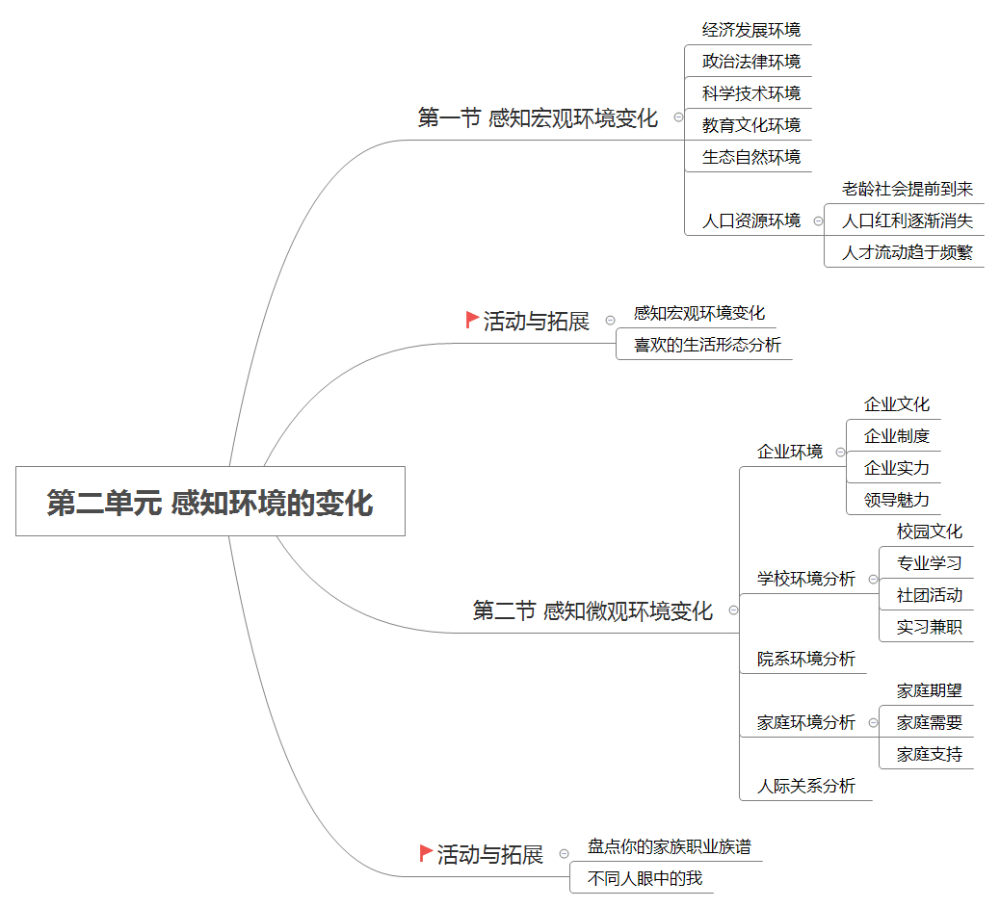 第二单元 感知环境的变化
第一节 感知宏观环境变化
经济发展环境
政治法律环境
科学技术环境
教育文化环境
生态自然环境
人口资源环境
老龄社会提前到来
人口红利逐渐消失
人才流动趋于频繁
活动与拓展
感知宏观环境变化
喜欢的生活形态分析
第二节 感知微观环境变化
企业环境
企业文化
企业制度
企业实力
领导魅力
学校环境分析
校园文化
专业学习
社团活动
实习兼职
院系环境分析
家庭环境分析
家庭期望
家庭需要
家庭支持
人际关系分析
活动与拓展
盘点你的家族职业族谱
不同人眼中的我